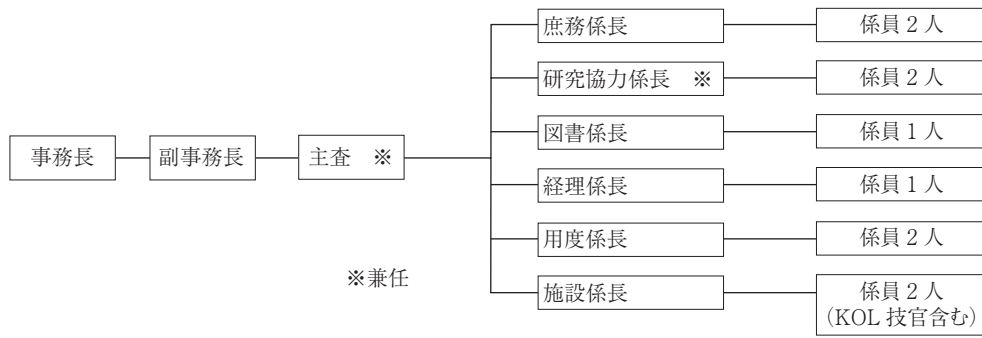 庶務係長 係員2人
研究協力係長 ※ 係員2人
図書係長 係員1人
事務長 副事務長 主査 ※
経理係長 係員1人
用度係長 係員2人
※兼任
施設係長 係員2人
(KOL 技官含む)